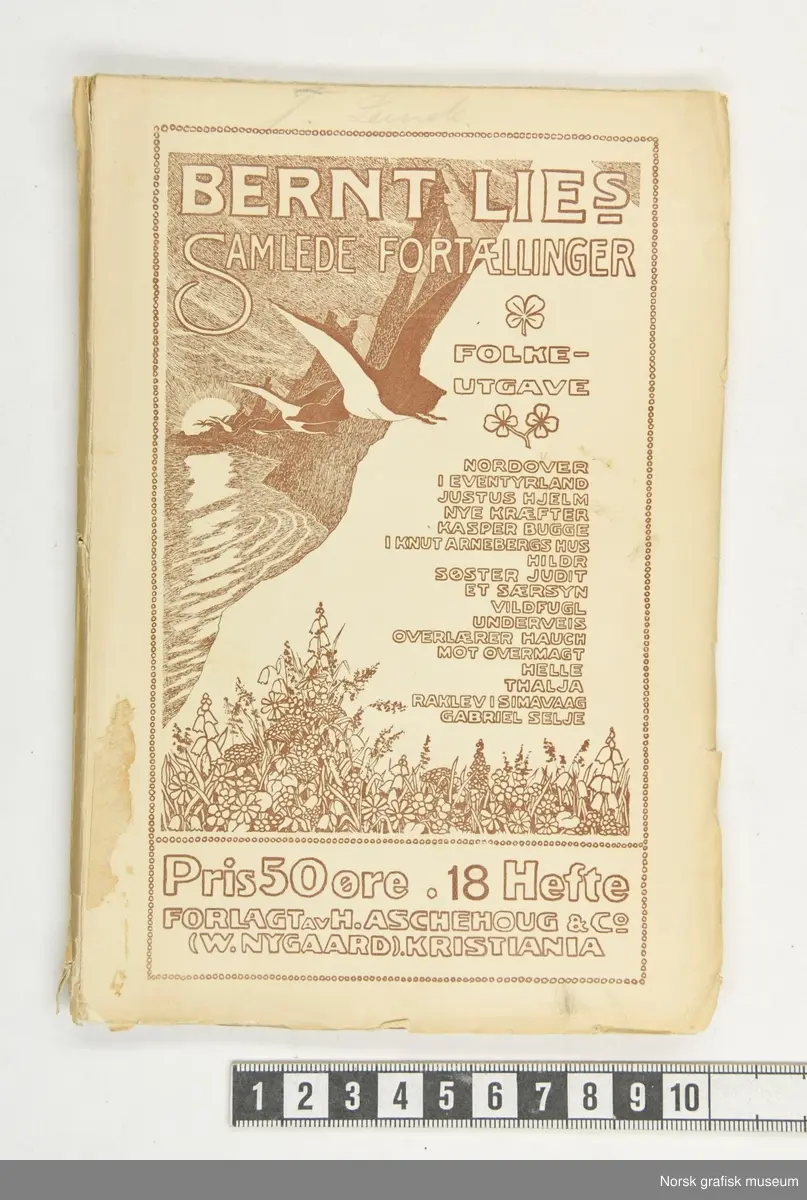 BERNT LIES
SAMLEDE FORTÆLLINGER
FOLKE-
UTGAVE
NORDOVER
I EVENTYRLAND
JUSTUS HJELM
NYE KRÆFTER
KASPER BUGGE
I KNUT ARNEBERGS HUS
HILDR
SØSTER JUDIT
ET SÆRSYN
VILDFUGL
UNDERVEIS
OVERLÆRER HAUCH
MOT OVERMAGT
HELLE
THALJA
RAKLEV I SIMAVAAG
GABRIEL SELJE
Pris 50 øre . 18 Hefte
FORLAGT AV H. ASCHEHOUG & Co
(W. NYGAARD). KRISTIANIA
1 2 3 4 5 6 7 8 9 10
Norsk grafisk museum